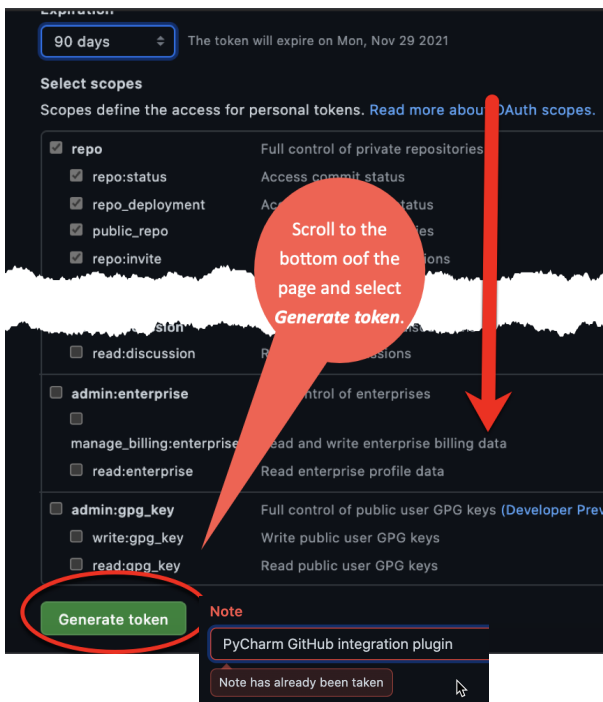 Expiration
90 days
The token will expire on Mon, Nov 29 2021
Select scopes
Scopes define the access for personal tokens. Read more about OAuth scopes.
repo Full control of private repositories
repo:status Access commit status
repo_deployment
public_repo
repo:invite
Scroll to the
bottom oof the
page and select
Generate token.
read:discussion
admin:enterprise of enterprises
manage_billing:enterprise Read and write enterprise billing data
read:enterprise Read enterprise profile data
admin:gpg_key Full control of public user GPG keys (Developer Prev
write:gpg_key Write public user GPG keys
read:gpg_key Read public user GPG keys
Generate token
Note
PyCharm GitHub integration plugin
Note has already been taken